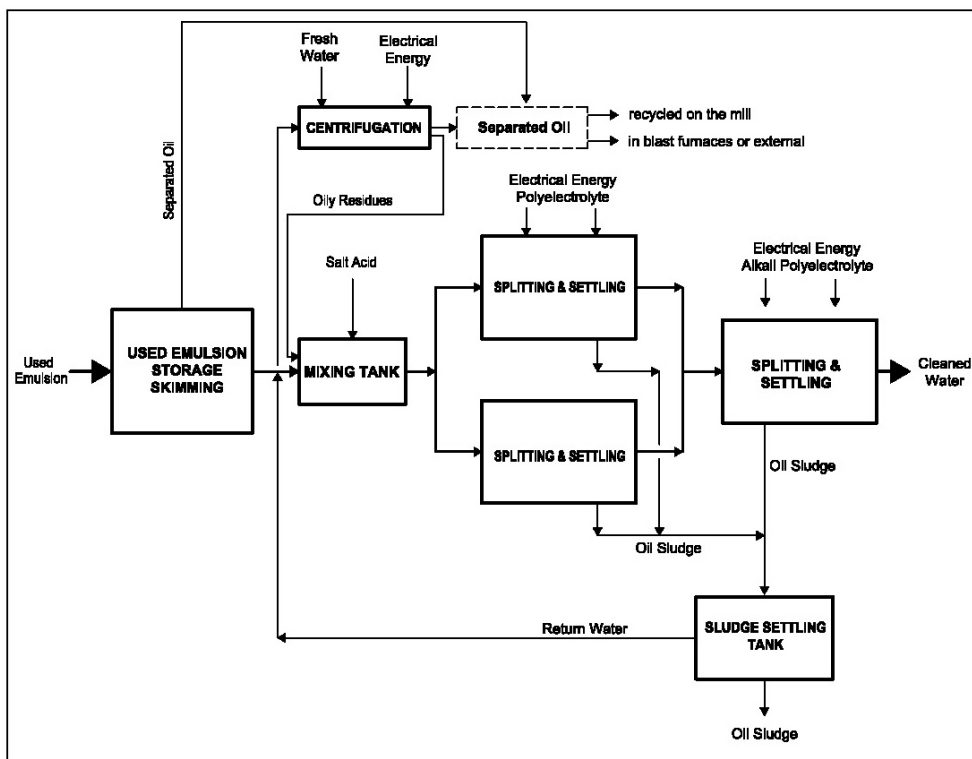 Fresh
Water
Electrical
Energy
CENTRIFUGATION
Separated Oil
recycled on the mill
in blast furnaces or external
Separated Oil
Oily Residues
Electrical Energy
Polyelectrolyte
Salt Acid
SPLITTING & SETTLING
Electrical Energy
Alkali Polyelectrolyte
Used
Emulsion
USED EMULSION
STORAGE
SKIMMING
MIXING TANK
SPLITTING &
SETTLING
Cleaned
Water
SPLITTING & SETTLING
Oil Sludge
Oil Sludge
Return Water
SLUDGE SETTLING
TANK
Oil Sludge